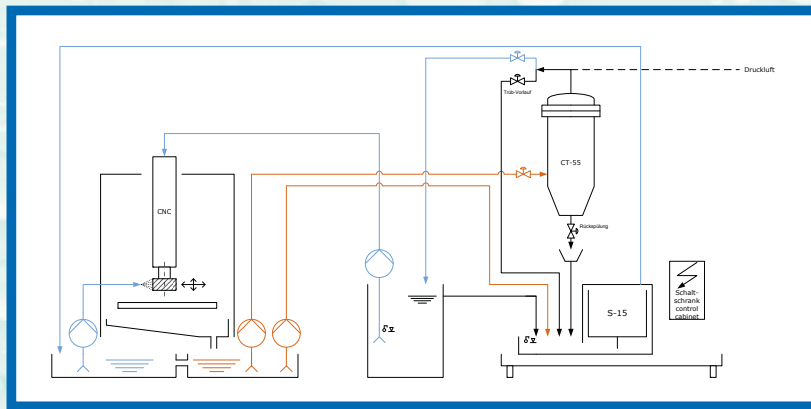 Druckluft
Trüb-Vorlauf
CT-55
CNC
Rückspülung
S-15
Schalt-
schrank
control
cabinet